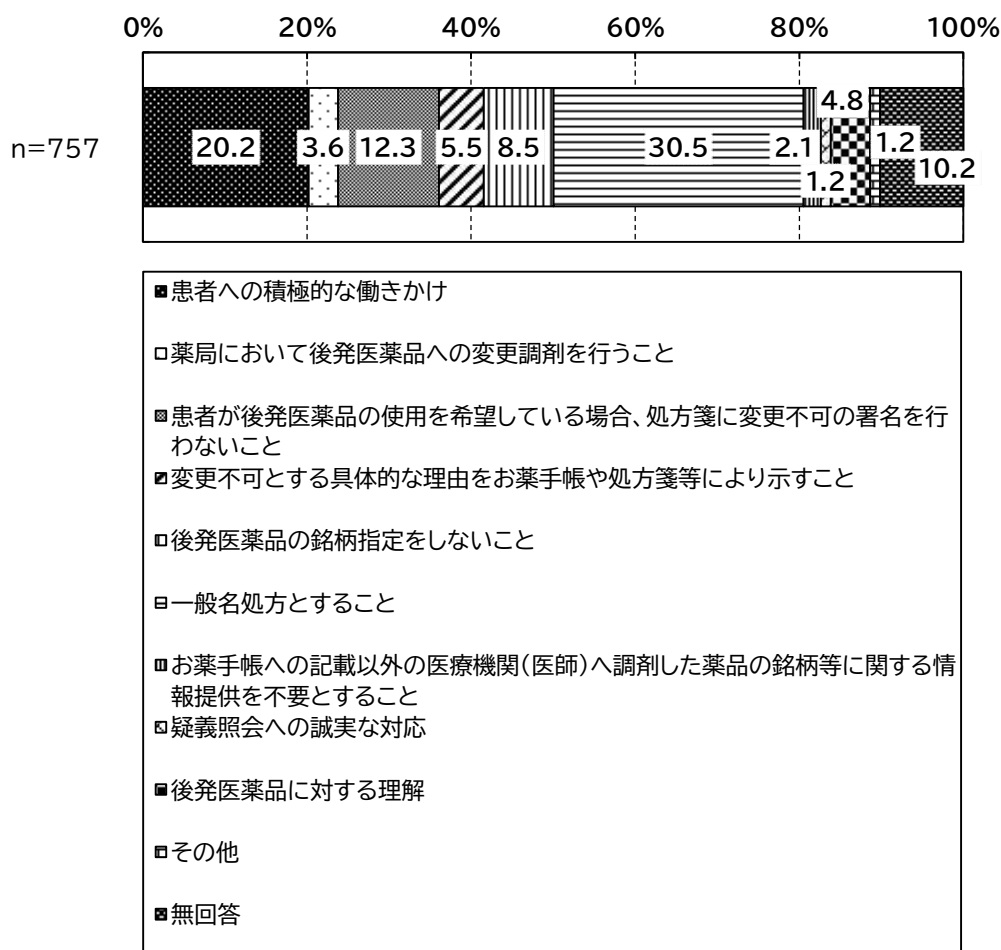 0% 20% 40% 60% 80% 100%
n=757
20.2 3.6 12.3 5.5 8.5 30.5 2.1 1.2 4.8 1.2 10.2
患者への積極的な働きかけ
薬局において後発医薬品への変更調剤を行うこと
患者が後発医薬品の使用を希望している場合、処方箋に変更不可の署名を行
わないこと
変更不可とする具体的な理由をお薬手帳や処方箋等により示すこと
後発医薬品の銘柄指定をしないこと
一般名処方とすること
お薬手帳への記載以外の医療機関(医師)へ調剤した薬品の銘柄等に関する情
報提供を不要とすること
疑義照会への誠実な対応
後発医薬品に対する理解
その他
無回答